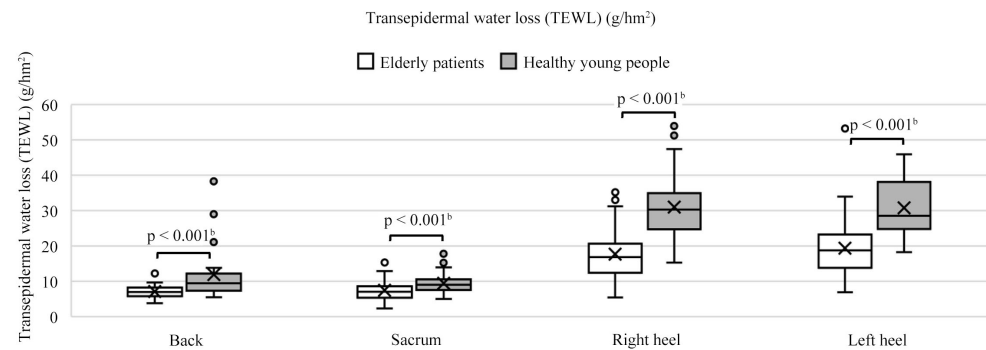 Transepidermal water loss (TEWL) (g/hm²)
Elderly patients
Healthy young people
Transepidermal water loss (TEWL) (g/hm²)
60
50
40
30
20
10
0
p < 0.001ᵇ
p < 0.001ᵇ
p < 0.001ᵇ
p < 0.001ᵇ
Back
Sacrum
Right heel
Left heel